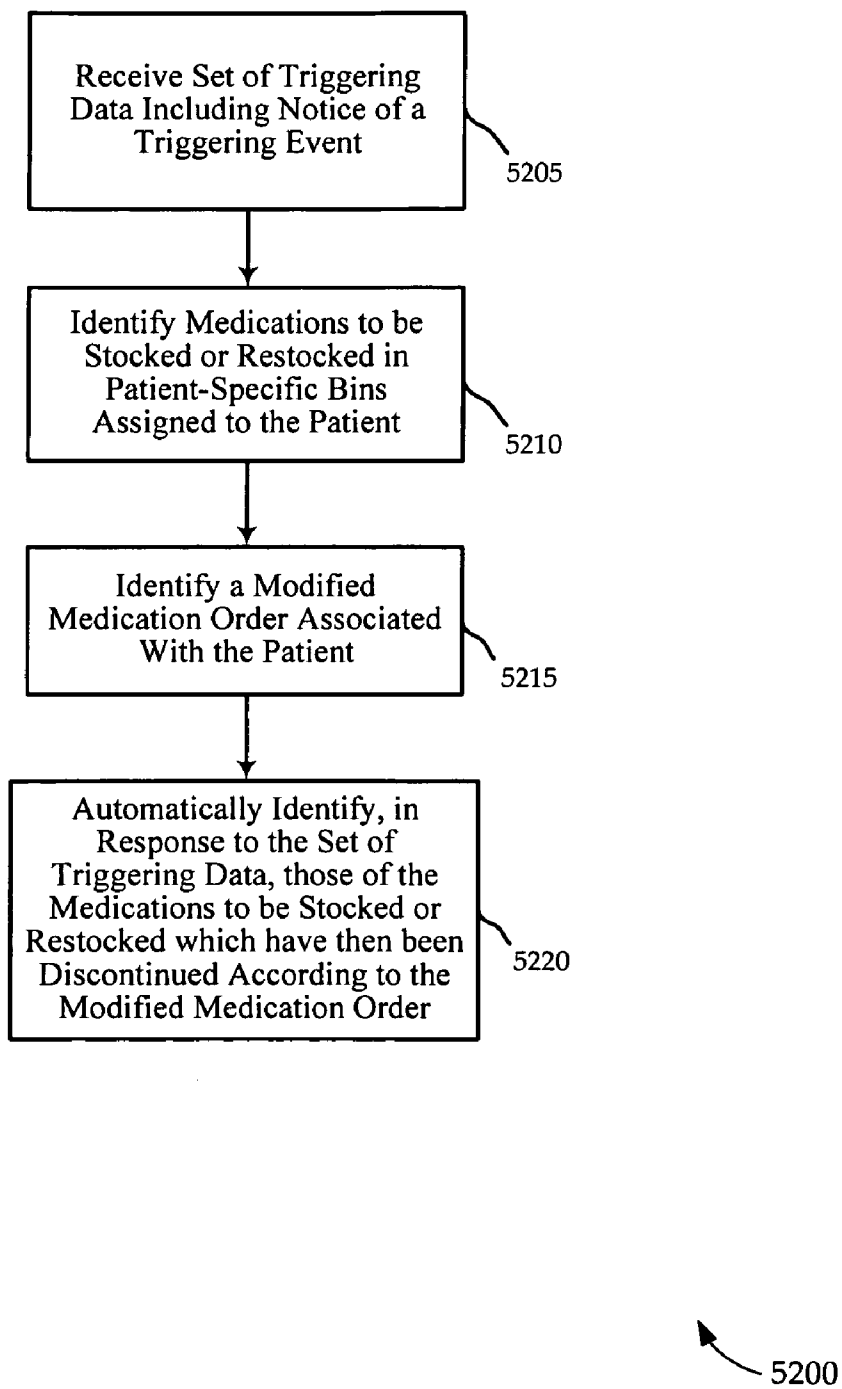 Receive Set of Triggering
Data Including Notice of a
Triggering Event
5205
Identify Medications to be
Stocked or Restocked in
Patient-Specific Bins
Assigned to the Patient
5210
Identify a Modified
Medication Order Associated
With the Patient
5215
Automatically Identify, in
Response to the Set of
Triggering Data, those of the
Medications to be Stocked or
Restocked which have then been
Discontinued According to the
Modified Medication Order
5220
5200